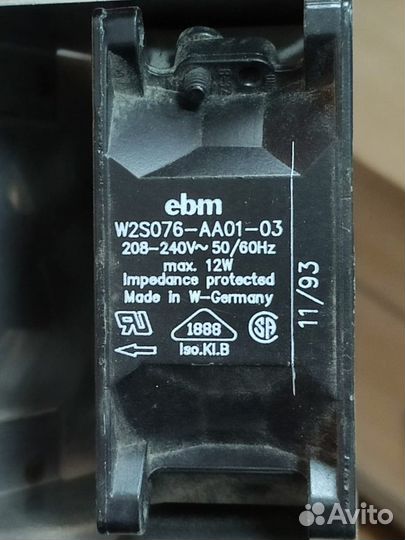 ebm
W2S076-AA01-03
208-240V~ 50/60Hz
max. 12W
Impedance protected
Made in W-Germany
1888
Iso.Kl.B
11/93
Avito